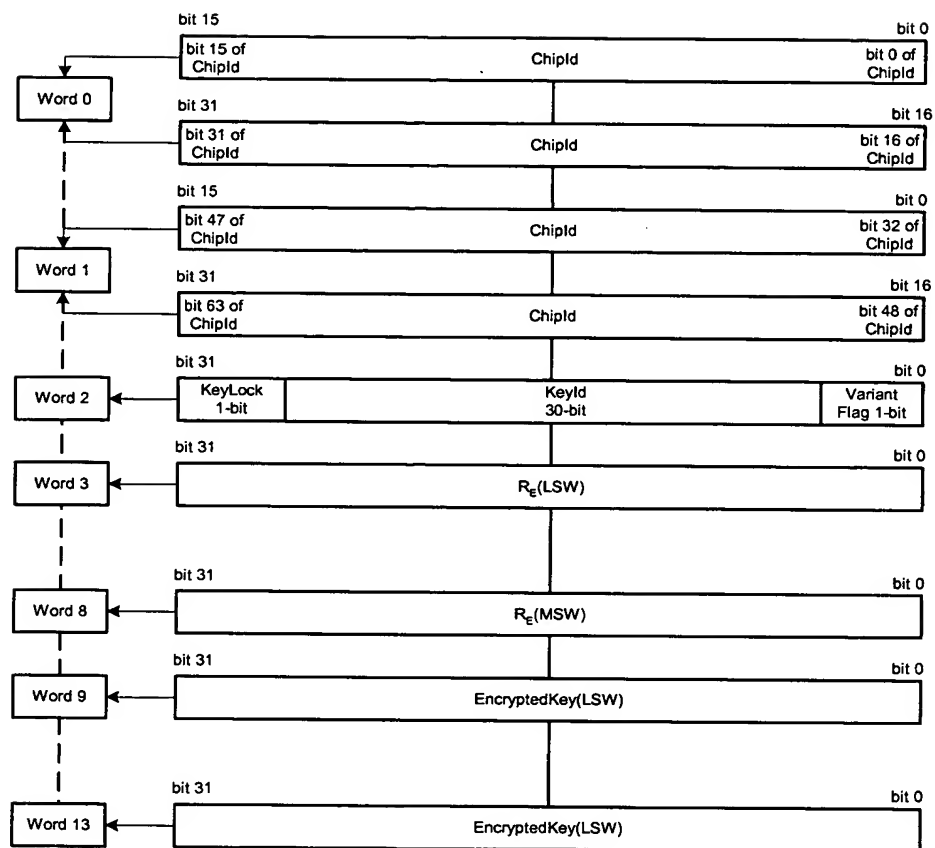 bit 15
bit 0
bit 15 of
ChipId
ChipId
bit 0 of
ChipId
Word 0
bit 31
bit 16
bit 31 of
ChipId
ChipId
bit 16 of
ChipId
bit 15
bit 0
bit 47 of
ChipId
ChipId
bit 32 of
ChipId
Word 1
bit 31
bit 16
bit 63 of
ChipId
ChipId
bit 48 of
ChipId
bit 31
bit 0
Word 2
KeyLock
1-bit
KeyId
30-bit
Variant
Flag 1-bit
bit 31
bit 0
Word 3
RE(LSW)
bit 31
bit 0
Word 8
RE(MSW)
bit 31
bit 0
Word 9
EncryptedKey(LSW)
bit 31
bit 0
Word 13
EncryptedKey(LSW)